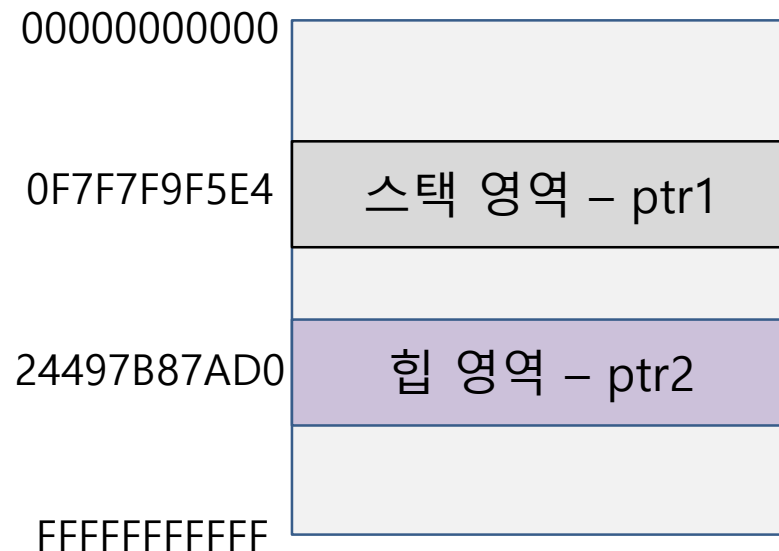 00000000000
0F7F7F9F5E4
스택 영역 – ptr1
24497B87AD0
힙 영역 – ptr2
FFFFFFFFFFF